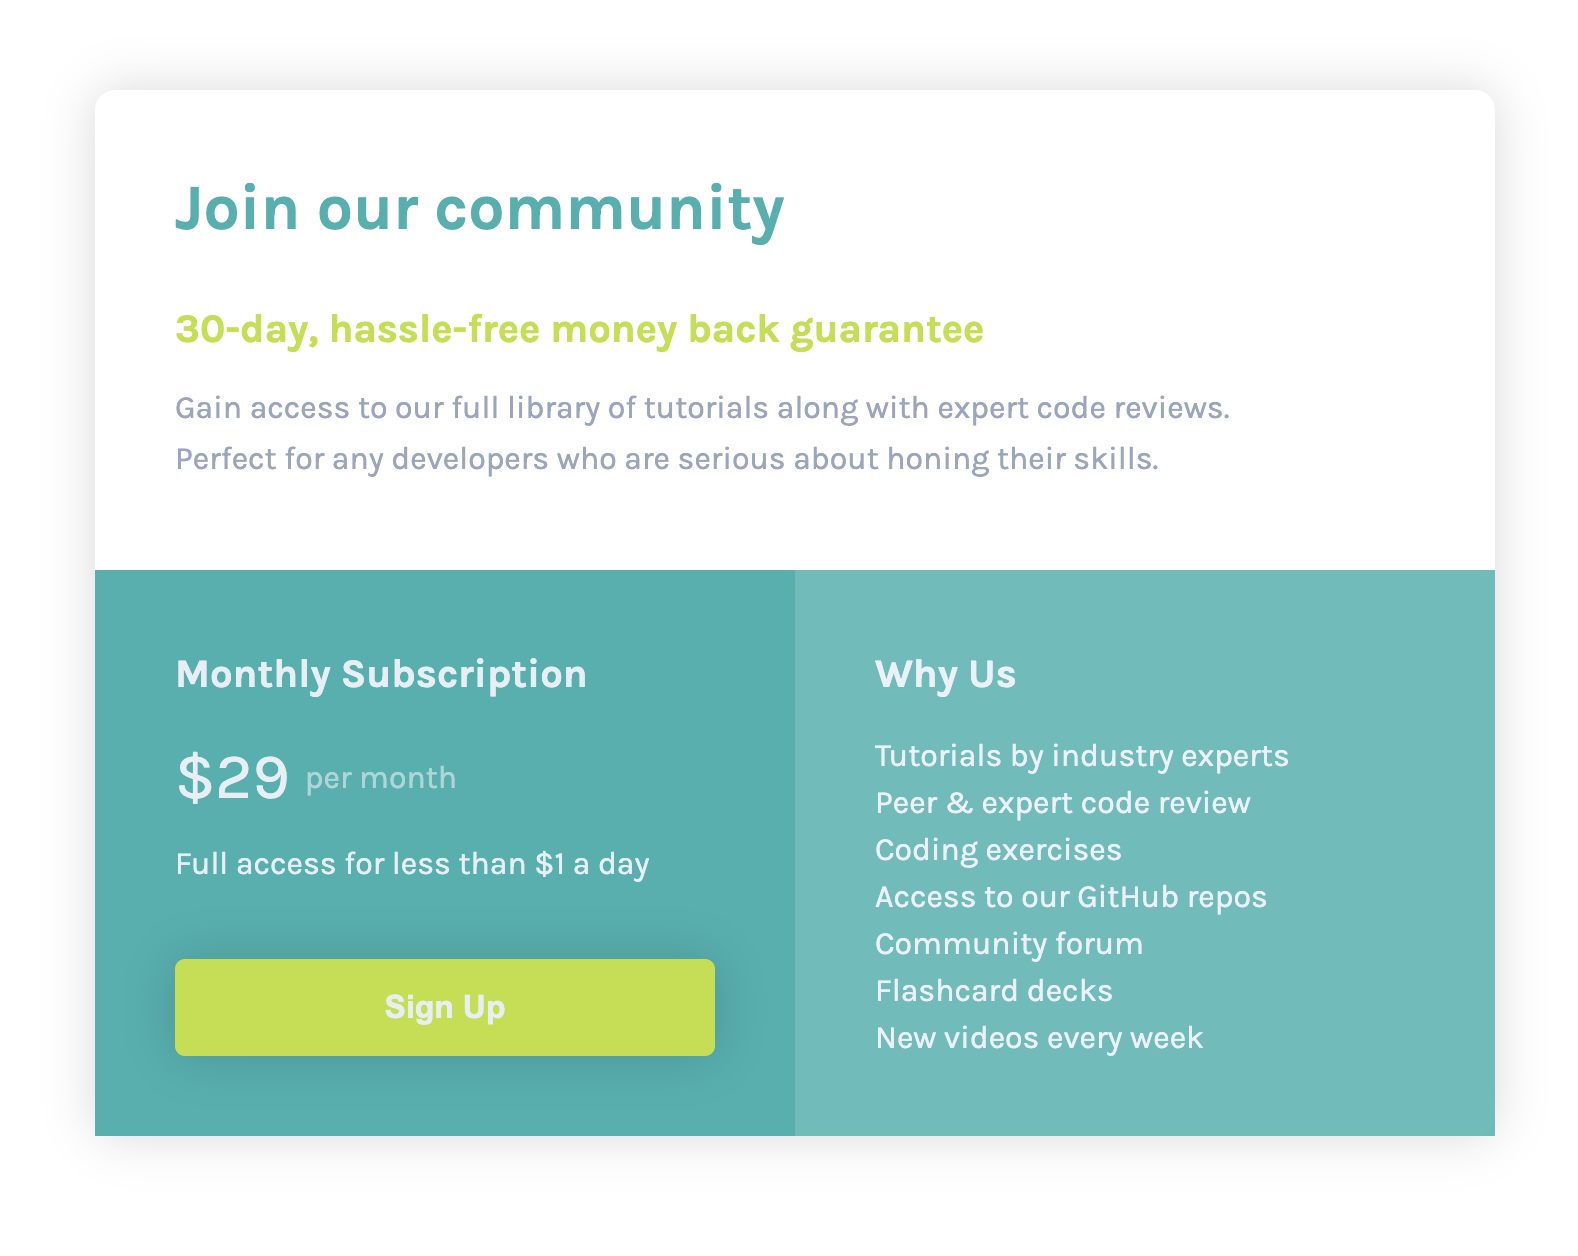 Join our community
30-day, hassle-free money back guarantee
Gain access to our full library of tutorials along with expert code reviews.
Perfect for any developers who are serious about honing their skills.
Monthly Subscription
$29 per month
Full access for less than $1 a day
Sign Up
Why Us
Tutorials by industry experts
Peer & expert code review
Coding exercises
Access to our GitHub repos
Community forum
Flashcard decks
New videos every week